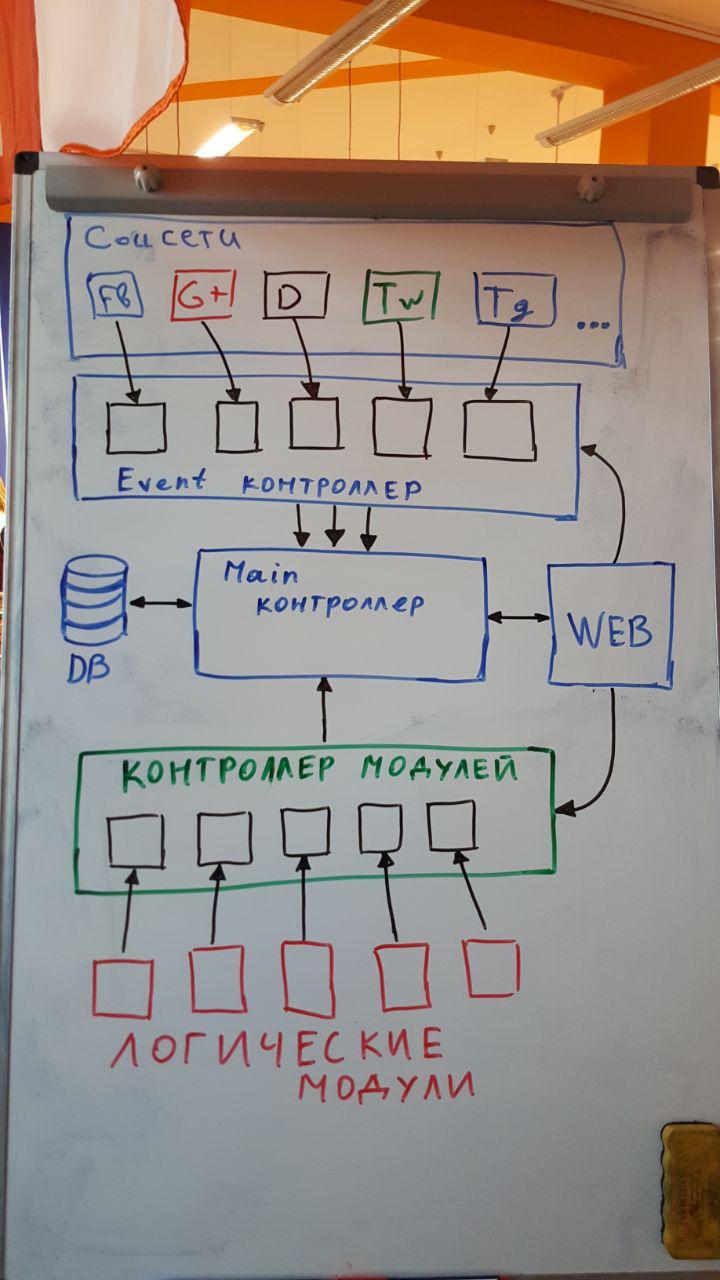 Соцсети
FB G+ D Tw Tg ...
Event контроллер
Main
контроллер
DB
WEB
КОНТРОЛЛЕР МОДУЛЕЙ
ЛОГИЧЕСКИЕ
МОДУЛИ